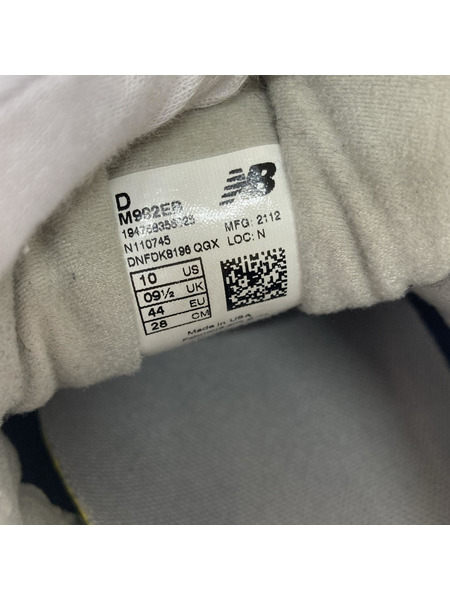 D
NB
M992EB
N110745
MFG: 2112
DNFDK8196 QGX
LOC: N
10 US
09½ UK
44 EU
28 CM
Made in USA